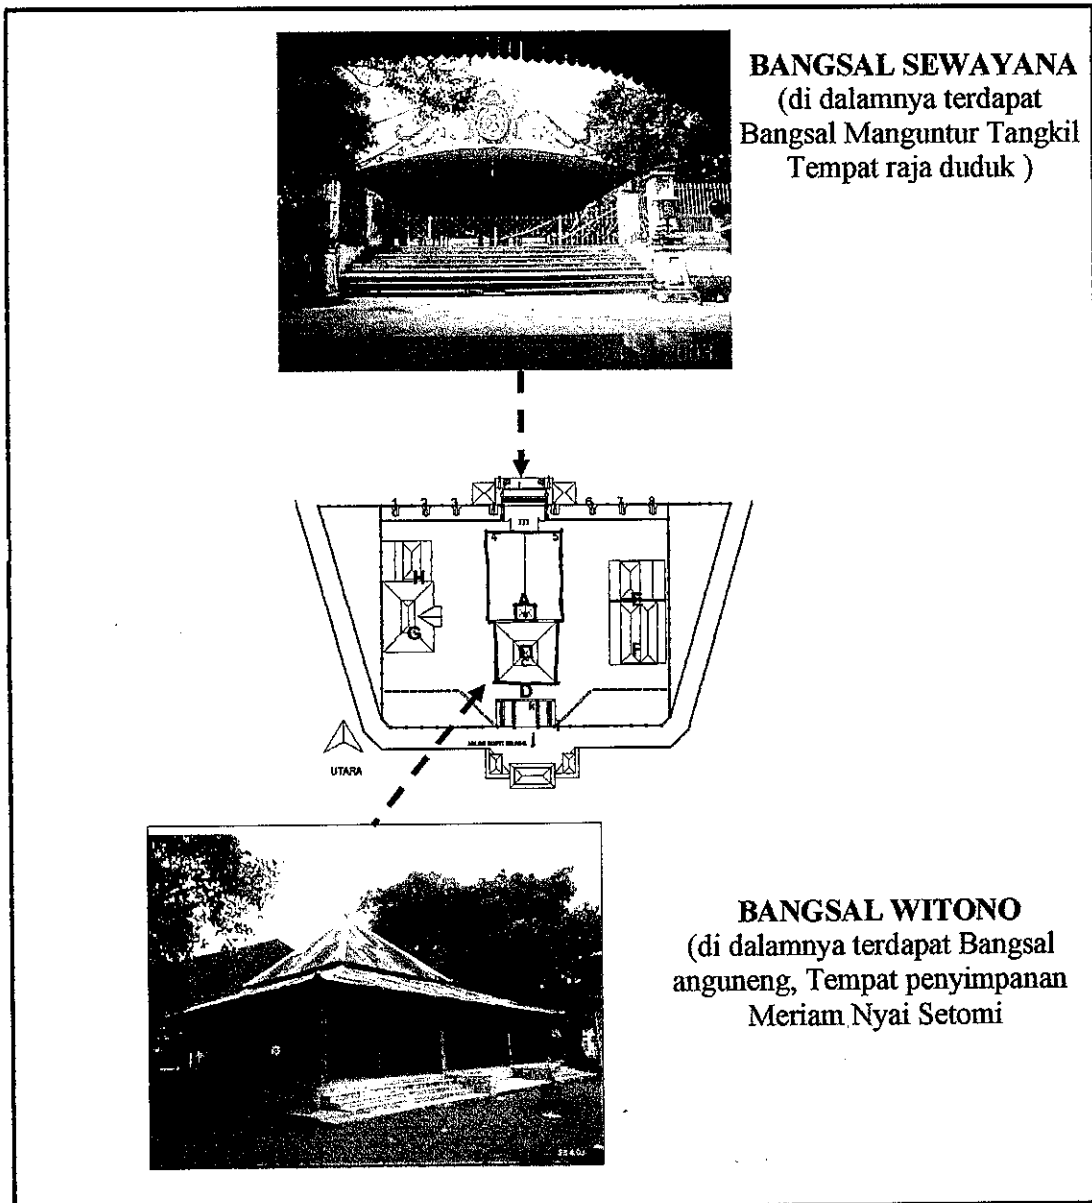 BANGSAL SEWAYANA
(di dalamnya terdapat
Bangsal Manguntur Tangkil
Tempat raja duduk )
1 2 3 6 7 8
m
4 5
H
A
E
G
F
D
k
j
UTARA
BANGSAL WITONO
(di dalamnya terdapat Bangsal
anguneng, Tempat penyimpanan
Meriam Nyai Setomi